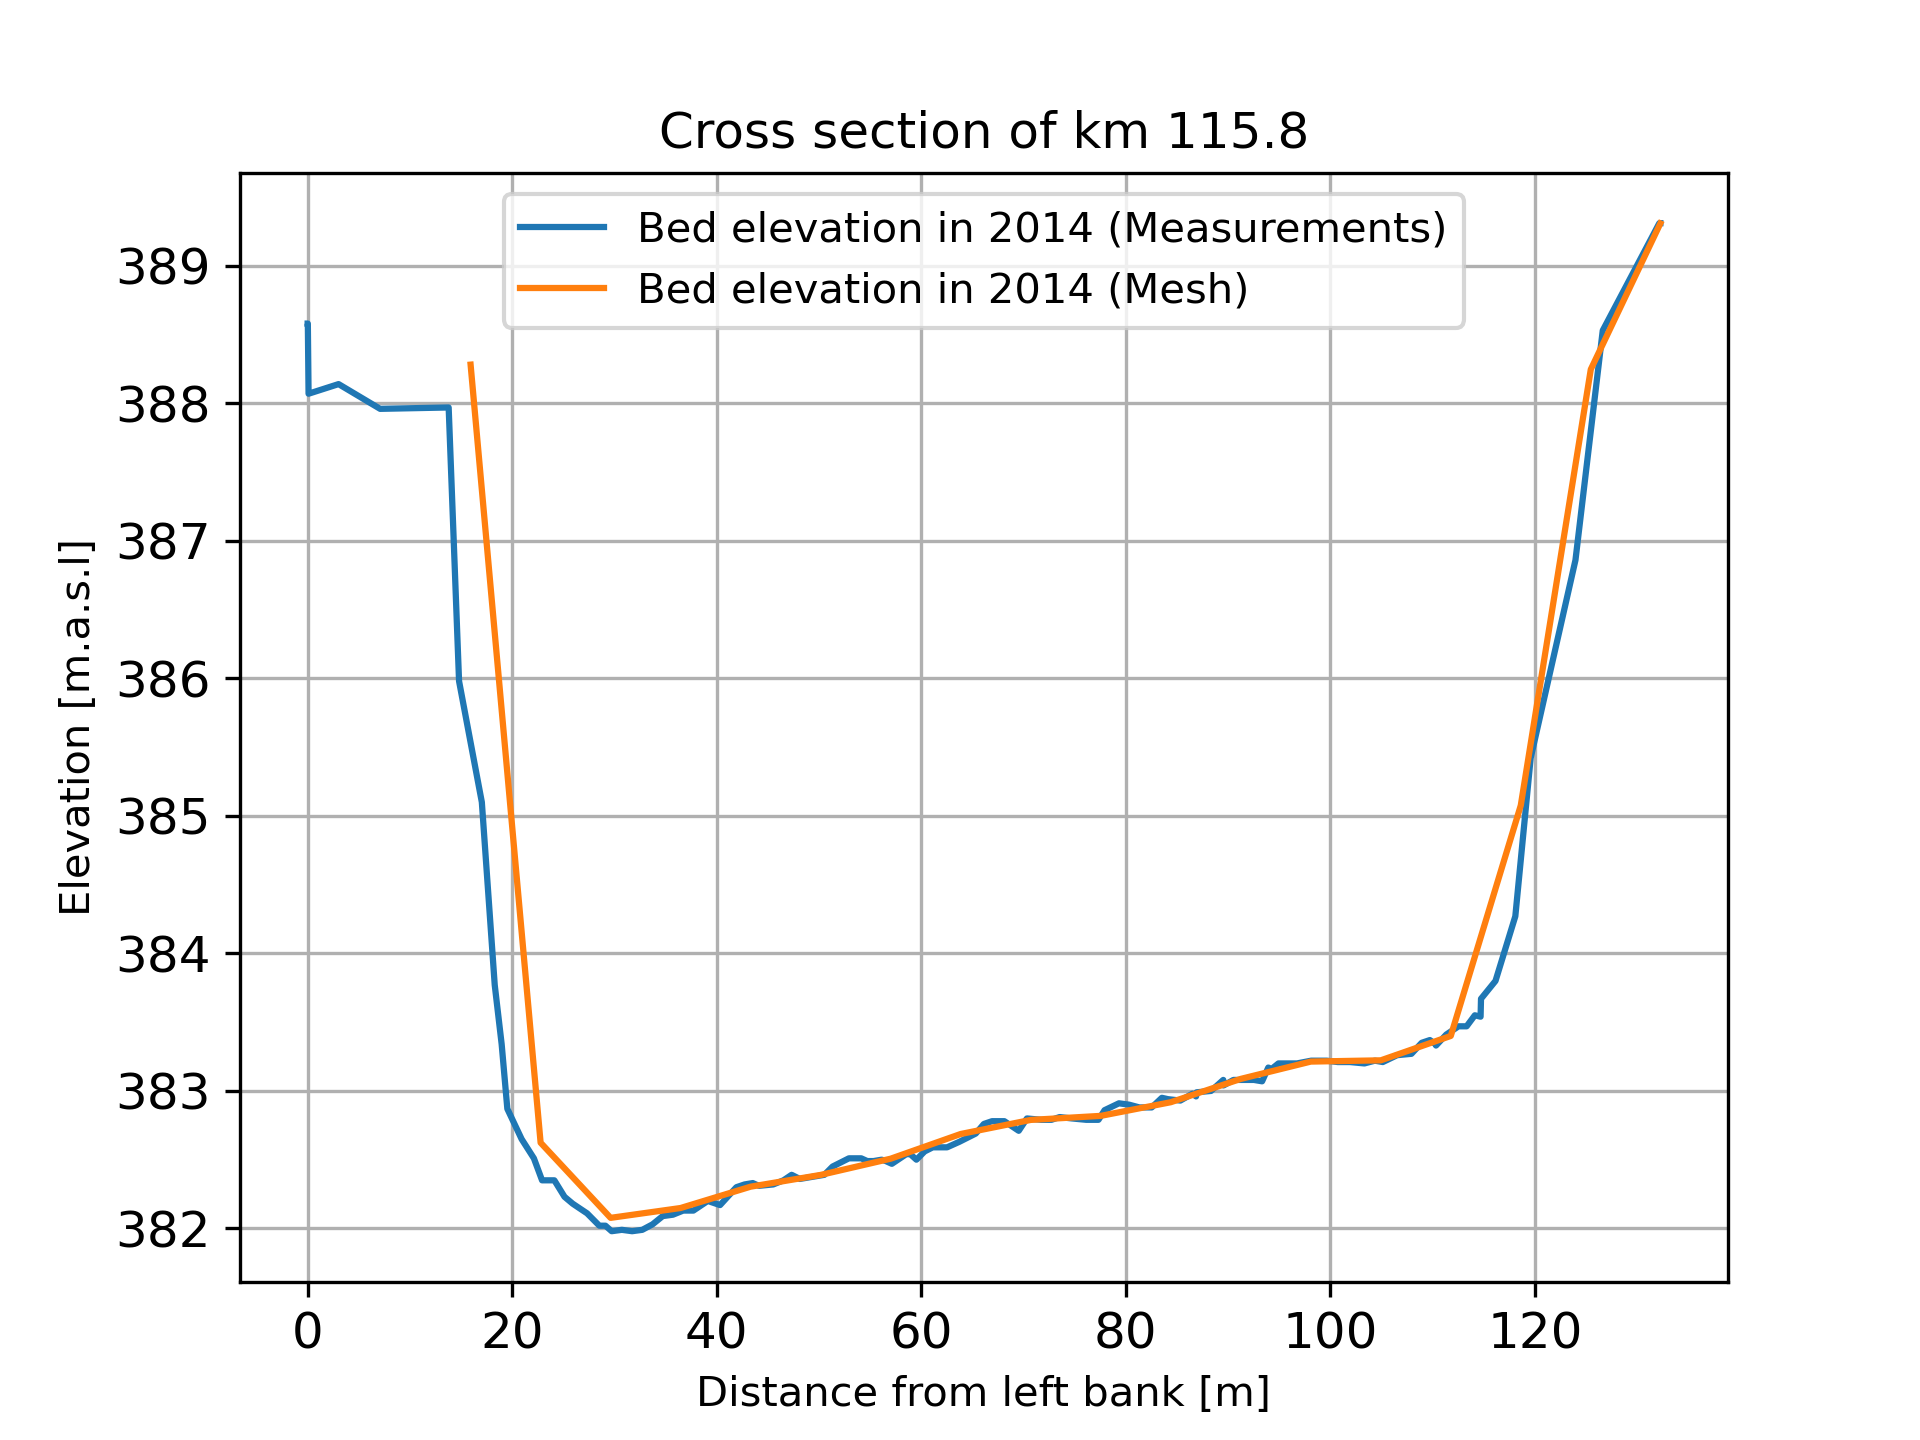 Cross section of km 115.8
Bed elevation in 2014 (Measurements)
Bed elevation in 2014 (Mesh)
389
388
387
386
385
384
383
382
Elevation [m.a.s.l]
0 20 40 60 80 100 120
Distance from left bank [m]